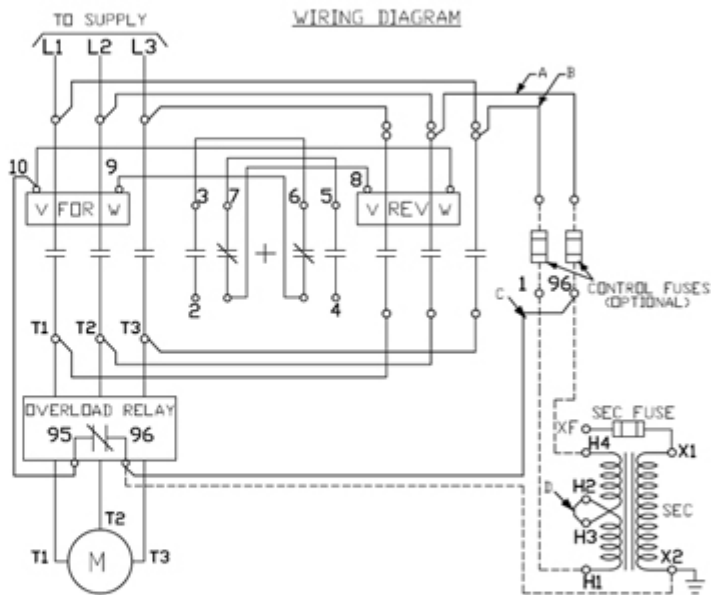 WIRING DIAGRAM
TO SUPPLY
L1 L2 L3
A B
10 9 3 7 6 5 8
V FOR W
V REV W
2 4
C
1 96
CONTROL FUSES
(OPTIONAL)
T1 T2 T3
OVERLOAD RELAY
95 96
SEC FUSE
XF
H4 X1
D
H2
H3
SEC
H1 X2
T2
T1 M T3